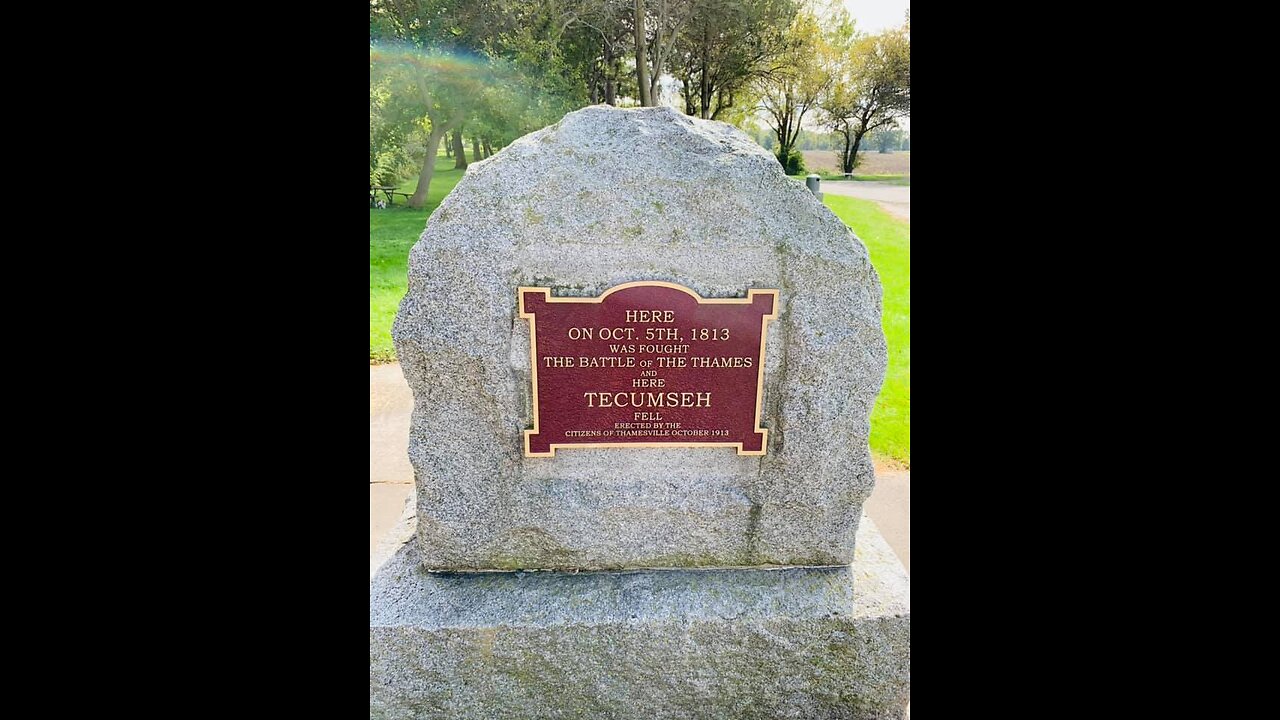 HERE
ON OCT. 5TH, 1813
WAS FOUGHT
THE BATTLE OF THE THAMES
AND
HERE
TECUMSEH
FELL
ERECTED BY THE
CITIZENS OF THAMESVILLE OCTOBER 1913